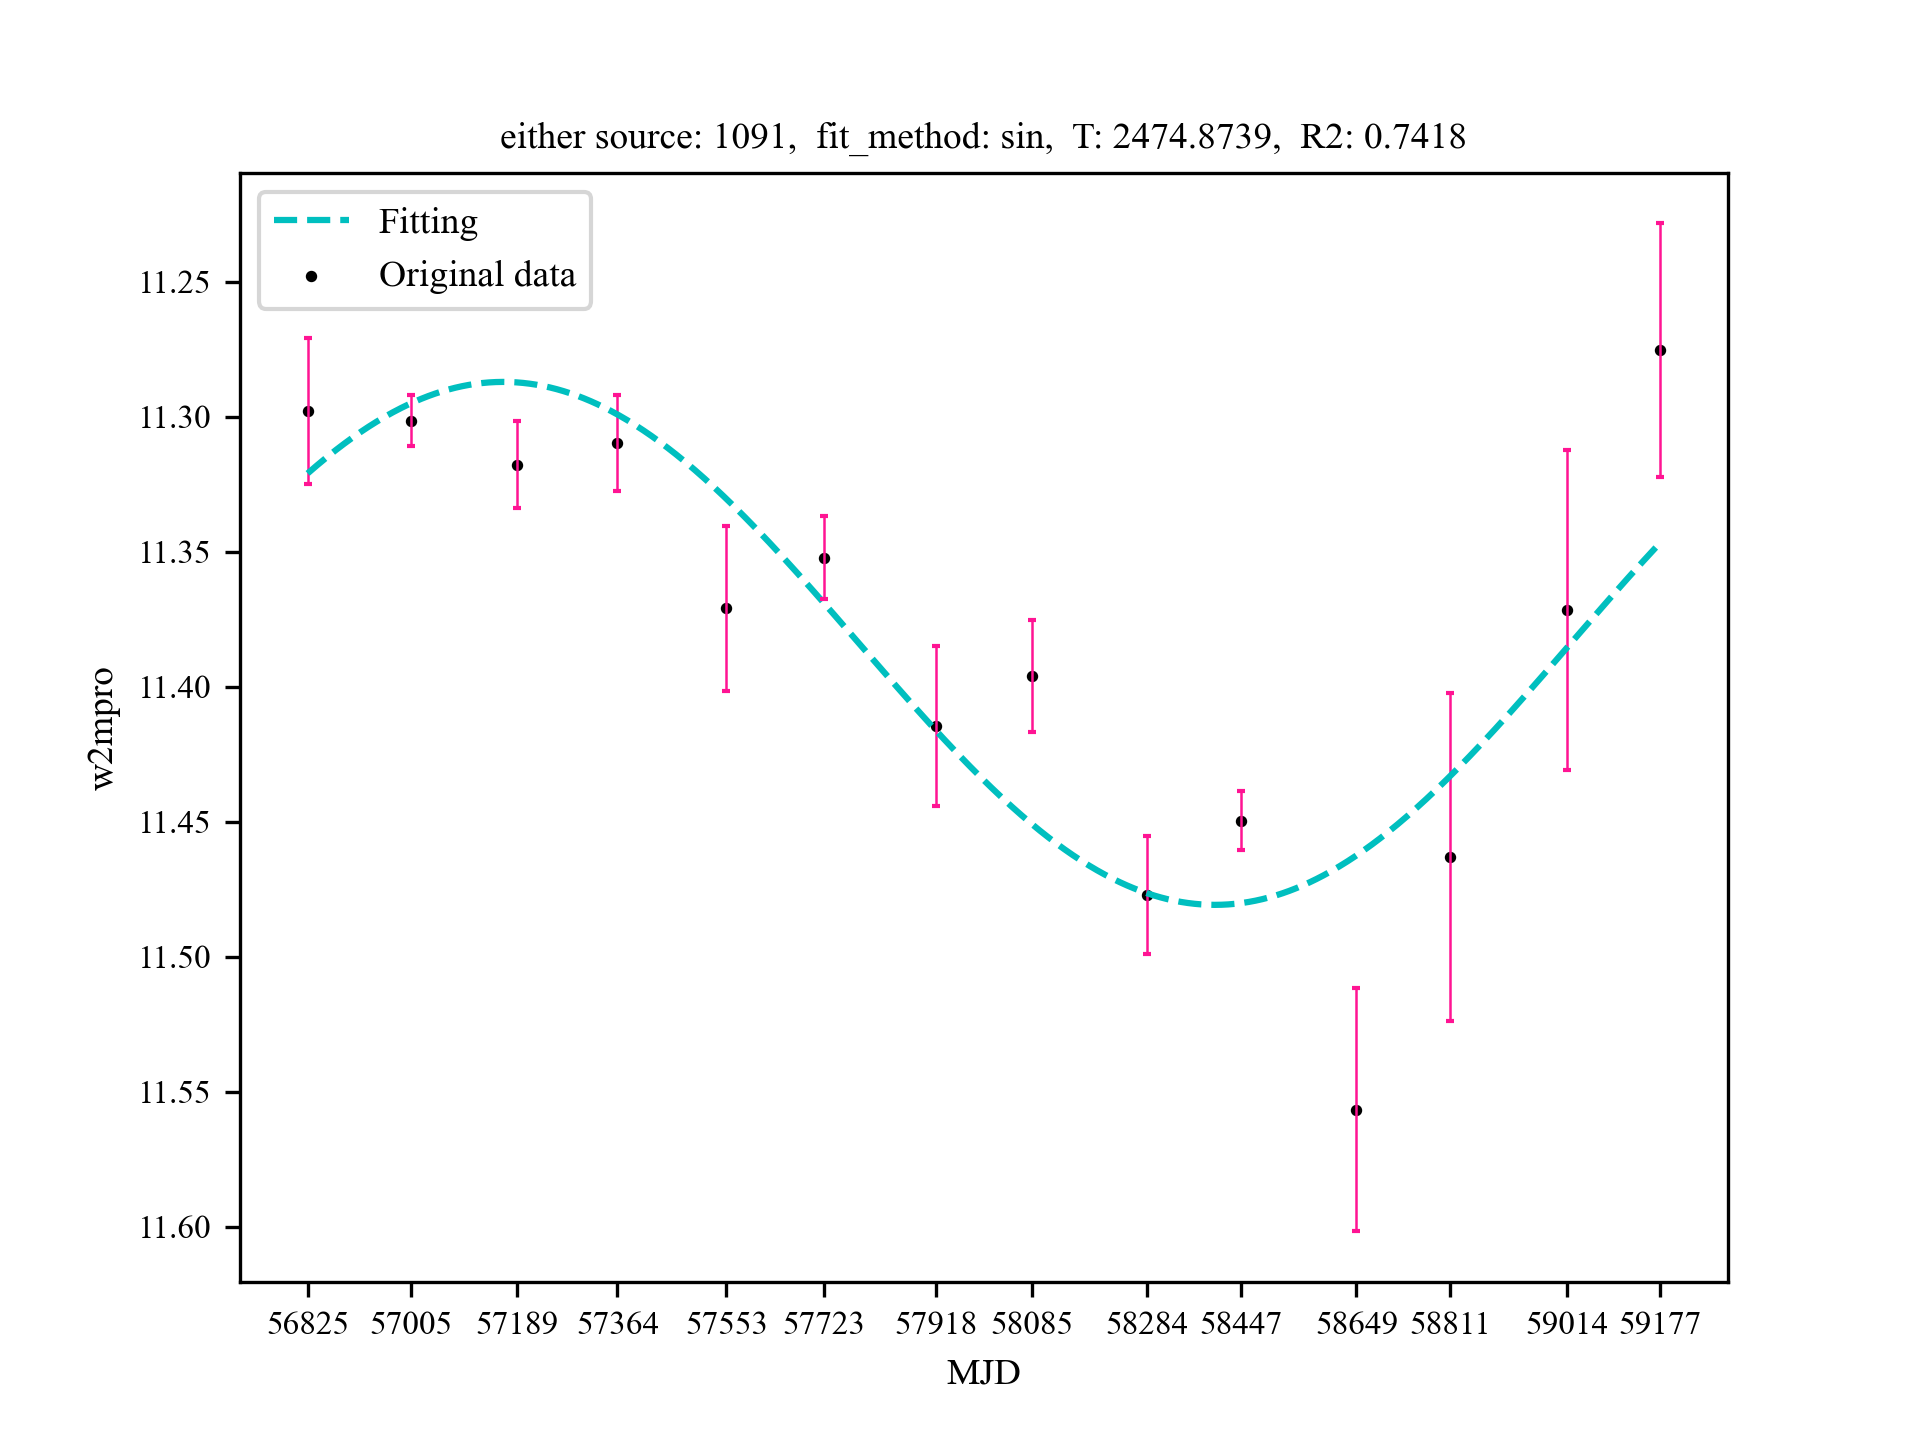 either source: 1091,  fit_method: sin,  T: 2474.8739,  R2: 0.7418
Fitting
Original data
11.25
11.30
11.35
11.40
11.45
11.50
11.55
11.60
w2mpro
56825 57005 57189 57364 57553 57723 57918 58085 58284 58447 58649 58811 59014 59177
MJD